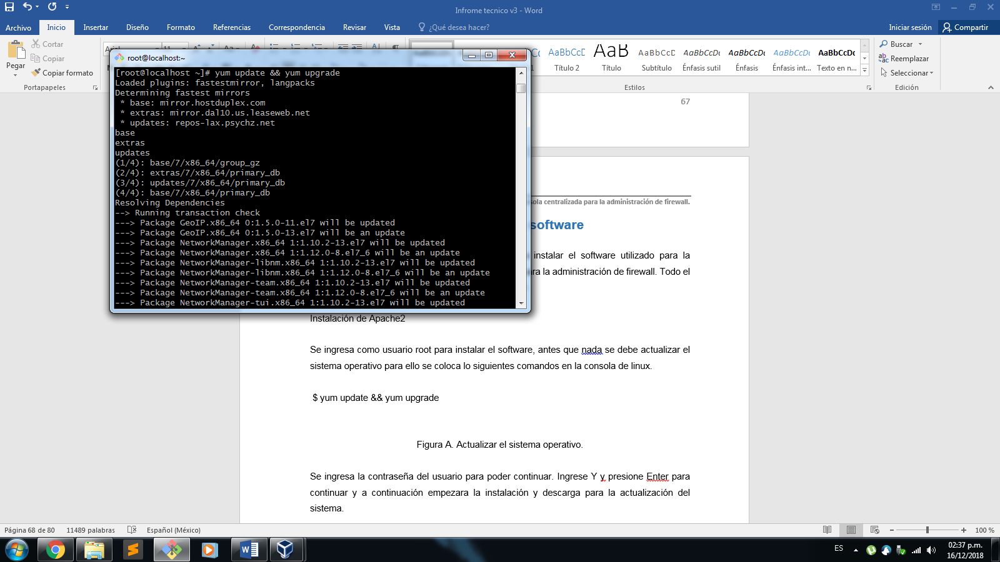 Infrome tecnico v3 - Word
Archivo Inicio Insertar Diseño Formato Referencias Correspondencia Revisar Vista ¿Qué desea hacer? Iniciar sesión Compartir
Pegar
Cortar
Copiar
Copiar formato
Portapapeles
AaBbCcD Título 2
AaB Título
AaBbCcD Subtítulo
AaBbCcDc Énfasis sutil
AaBbCcDc Énfasis
AaBbCcDc Énfasis int...
AaBbCcDc Texto en n...
Estilos
Buscar
Reemplazar
Seleccionar
Edición
root@localhost:~
[root@localhost ~]# yum update && yum upgrade
Loaded plugins: fastestmirror, langpacks
Determining fastest mirrors
* base: mirror.hostduplex.com
* extras: mirror.dal10.us.leaseweb.net
* updates: repos-lax.psychz.net
base
extras
updates
(1/4): base/7/x86_64/group_gz
(2/4): extras/7/x86_64/primary_db
(3/4): updates/7/x86_64/primary_db
(4/4): base/7/x86_64/primary_db
Resolving Dependencies
--> Running transaction check
---> Package GeoIP.x86_64 0:1.5.0-11.el7 will be updated
---> Package GeoIP.x86_64 0:1.5.0-13.el7 will be an update
---> Package NetworkManager.x86_64 1:1.10.2-13.el7 will be updated
---> Package NetworkManager.x86_64 1:1.12.0-8.el7_6 will be an update
---> Package NetworkManager-libnm.x86_64 1:1.10.2-13.el7 will be updated
---> Package NetworkManager-libnm.x86_64 1:1.12.0-8.el7_6 will be an update
---> Package NetworkManager-team.x86_64 1:1.10.2-13.el7 will be updated
---> Package NetworkManager-team.x86_64 1:1.12.0-8.el7_6 will be an update
---> Package NetworkManager-tui.x86_64 1:1.10.2-13.el7 will be updated
67
centralizada para la administración de firewall.
software
instalar el software utilizado para la
la administración de firewall. Todo el
Instalación de Apache2
Se ingresa como usuario root para instalar el software, antes que nada se debe actualizar el
sistema operativo para ello se coloca lo siguientes comandos en la consola de linux.
$ yum update && yum upgrade
Figura A. Actualizar el sistema operativo.
Se ingresa la contraseña del usuario para poder continuar. Ingrese Y y presione Enter para
continuar y a continuación empezara la instalación y descarga para la actualización del
sistema.
Página 68 de 80 11489 palabras Español (México) 100 %
ES
02:37 p.m.
16/12/2018